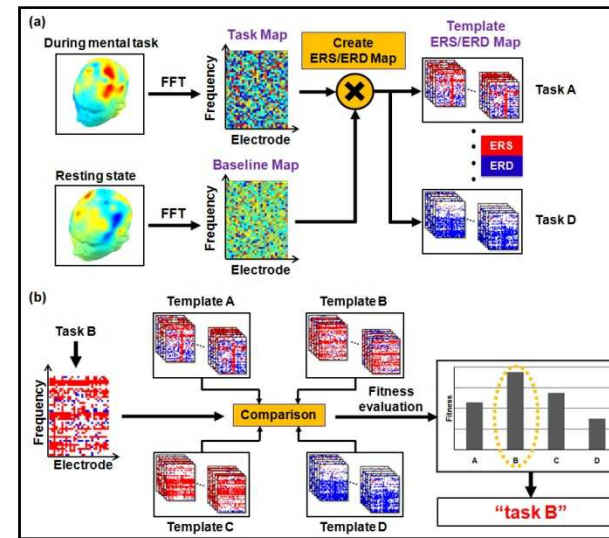 (a)
During mental task
FFT
Task Map
Frequency
Electrode
Create
ERS/ERD Map
Template
ERS/ERD Map
Task A
ERS
ERD
Task D
Resting state
FFT
Baseline Map
Frequency
Electrode
(b)
Task B
Frequency
Electrode
Template A
Template B
Comparison
Template C
Template D
Fitness
evaluation
Fitness
A B C D
“task B”